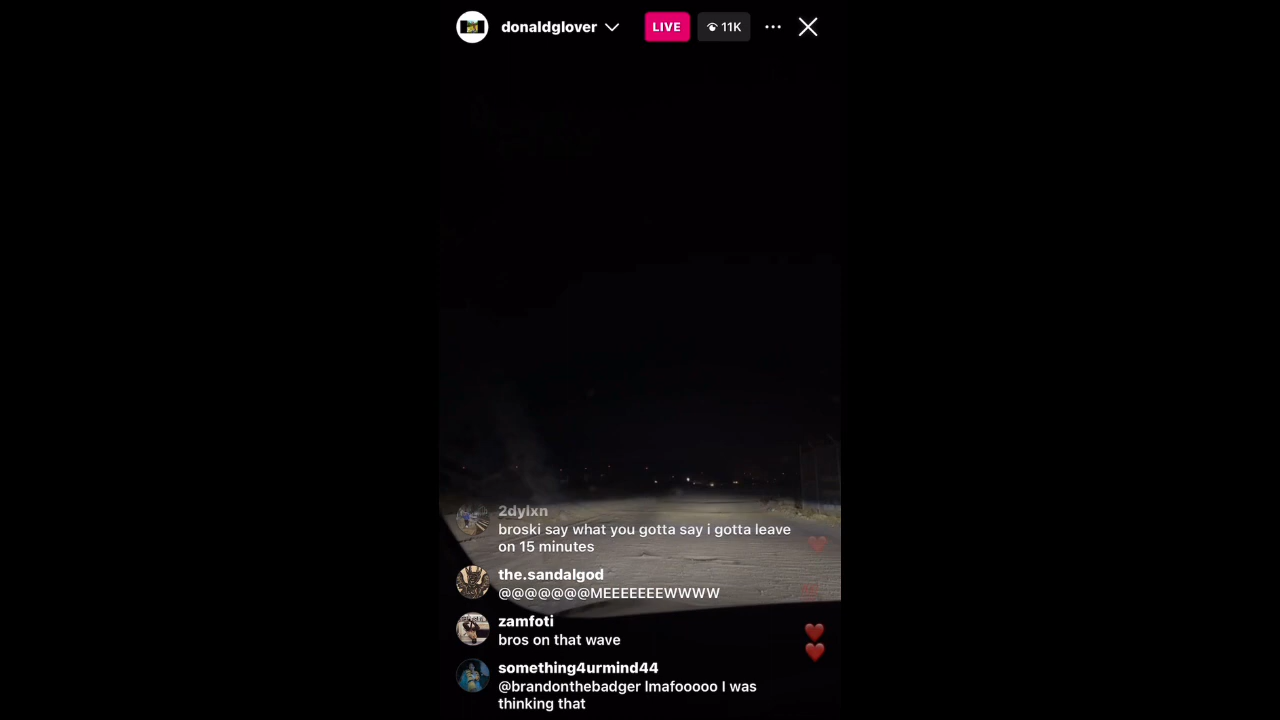 donaldglover
LIVE
11K
2dylxn
broski say what you gotta say i gotta leave
on 15 minutes
the.sandalgod
@@@@@@@MEEEEEEEWWWW
zamfoti
bros on that wave
something4urmind44
@brandonthebadger lmafooooo I was
thinking that